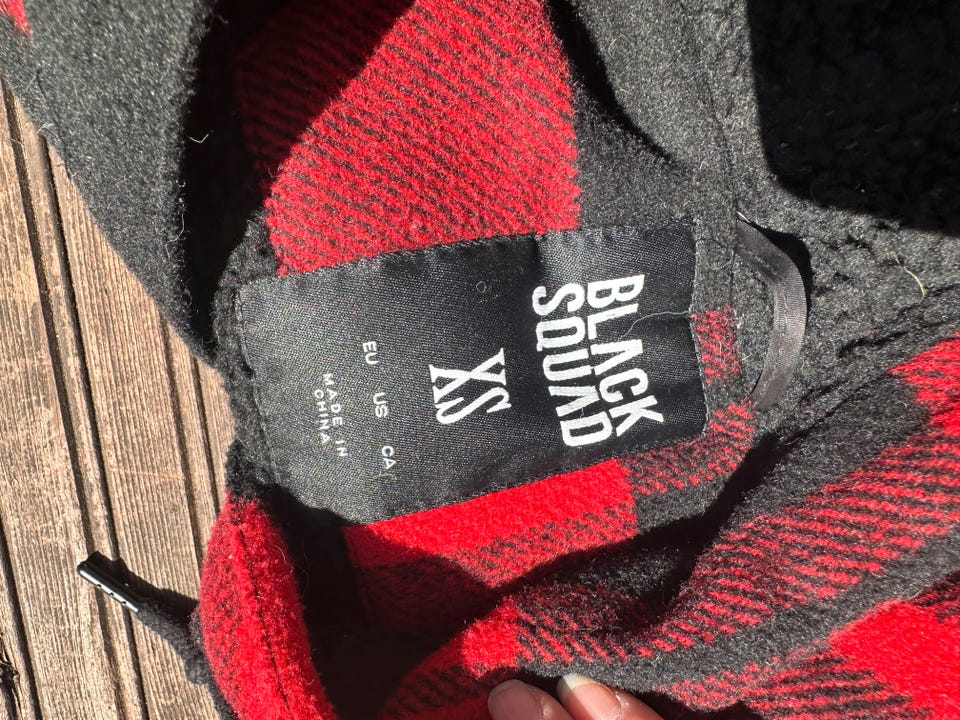 BLACK
SQUAD
XS
EU US CA
MADE IN
CHINA